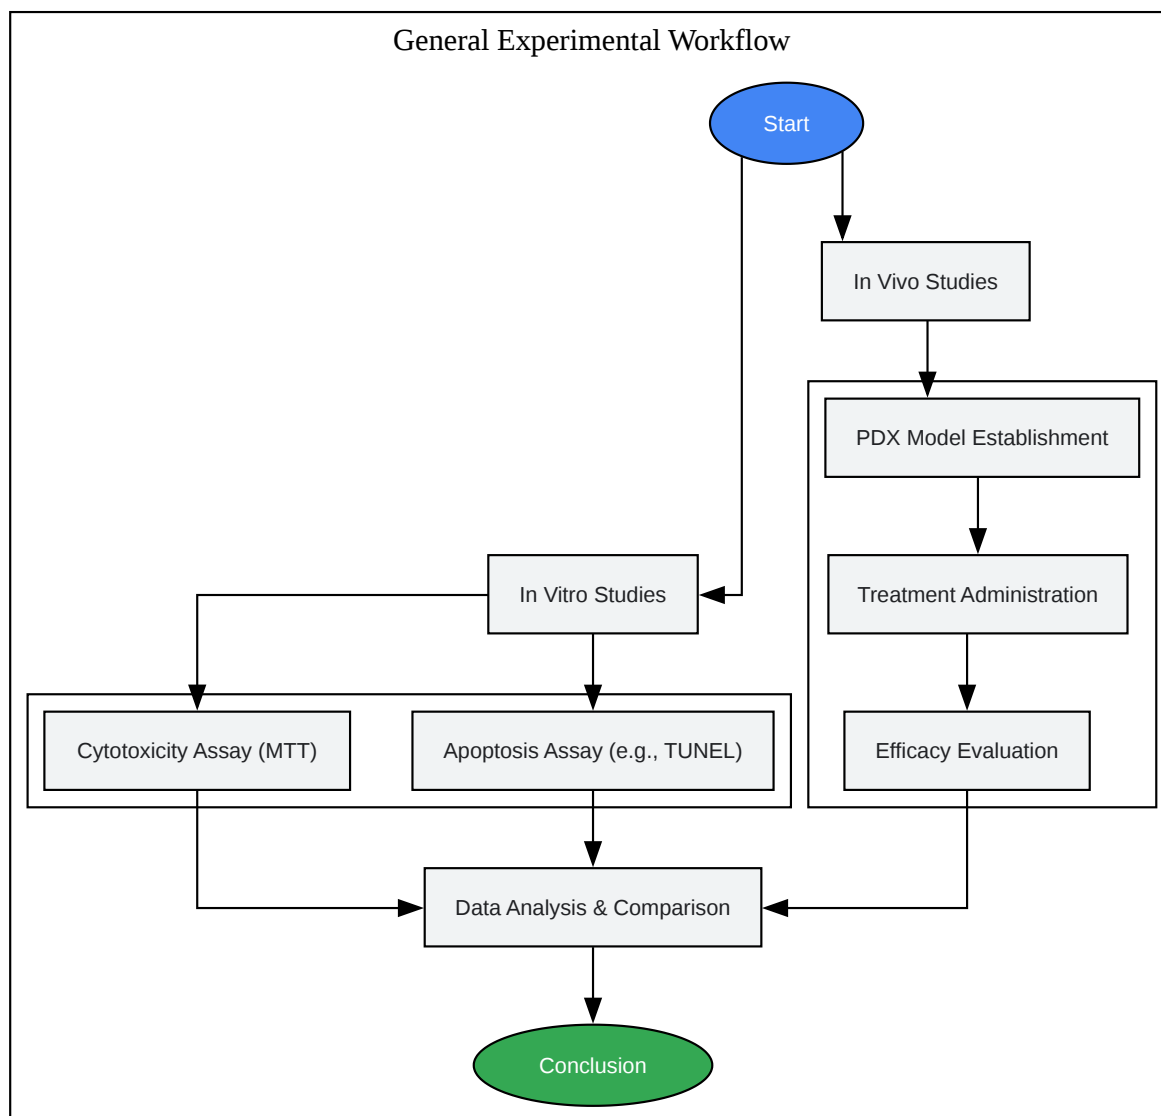 General Experimental Workflow
Start
In Vivo Studies
PDX Model Establishment
In Vitro Studies
Treatment Administration
Cytotoxicity Assay (MTT)
Apoptosis Assay (e.g., TUNEL)
Efficacy Evaluation
Data Analysis & Comparison
Conclusion